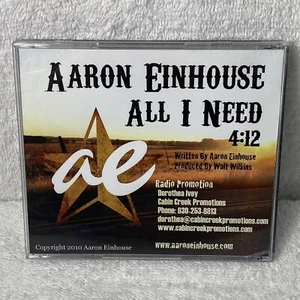 Aaron Einhouse
All I Need
4:12
Written By Aaron Einhouse
Produced By Walt Wilkins
ae
Radio Promotion
Dorothea Ivey
Cabin Creek Promotions
Phone: 830-253-8813
dorothea@cabincreekpromotions.com
www.cabincreekpromotions.com
Copyright 2010 Aaron Einhouse
www.aaroneinhouse.com